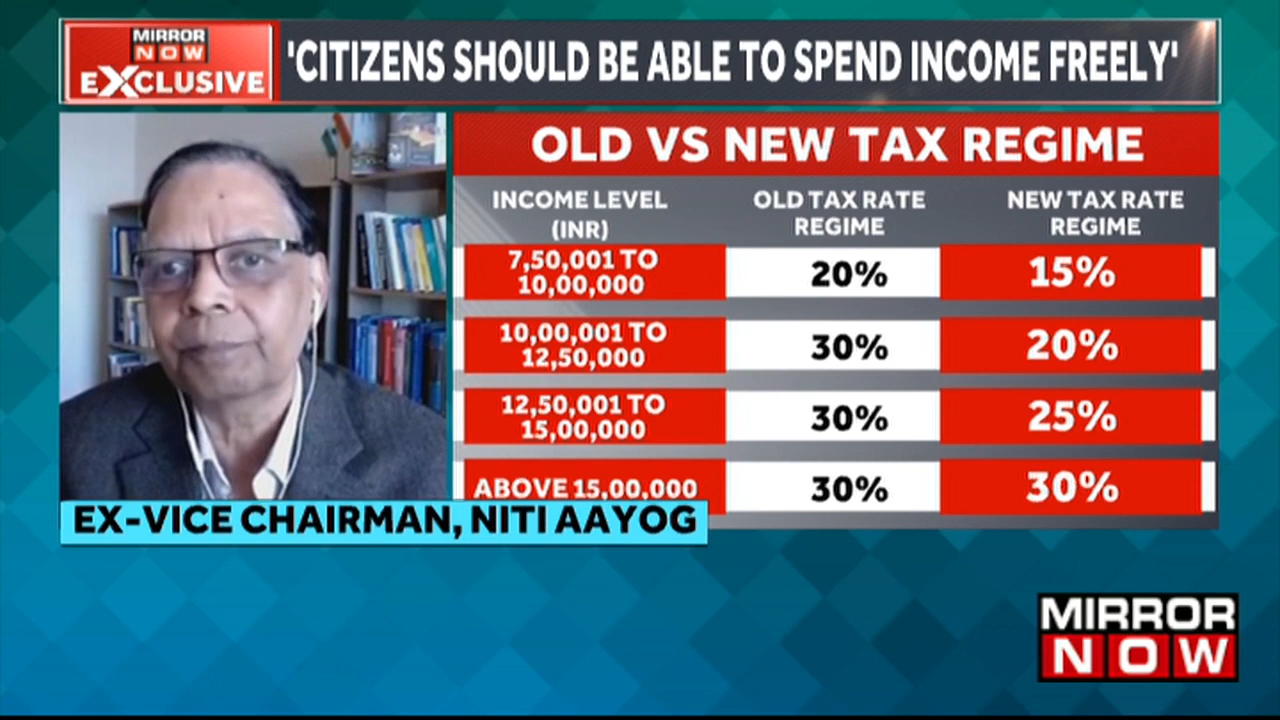 MIRROR
NOW
EXCLUSIVE
'CITIZENS SHOULD BE ABLE TO SPEND INCOME FREELY'
OLD VS NEW TAX REGIME
INCOME LEVEL
(INR)
OLD TAX RATE
REGIME
NEW TAX RATE
REGIME
7,50,001 TO
10,00,000
20%
15%
10,00,001 TO
12,50,000
30%
20%
12,50,001 TO
15,00,000
30%
25%
ABOVE 15,00,000
30%
30%
EX-VICE CHAIRMAN, NITI AAYOG
MIRROR
NOW